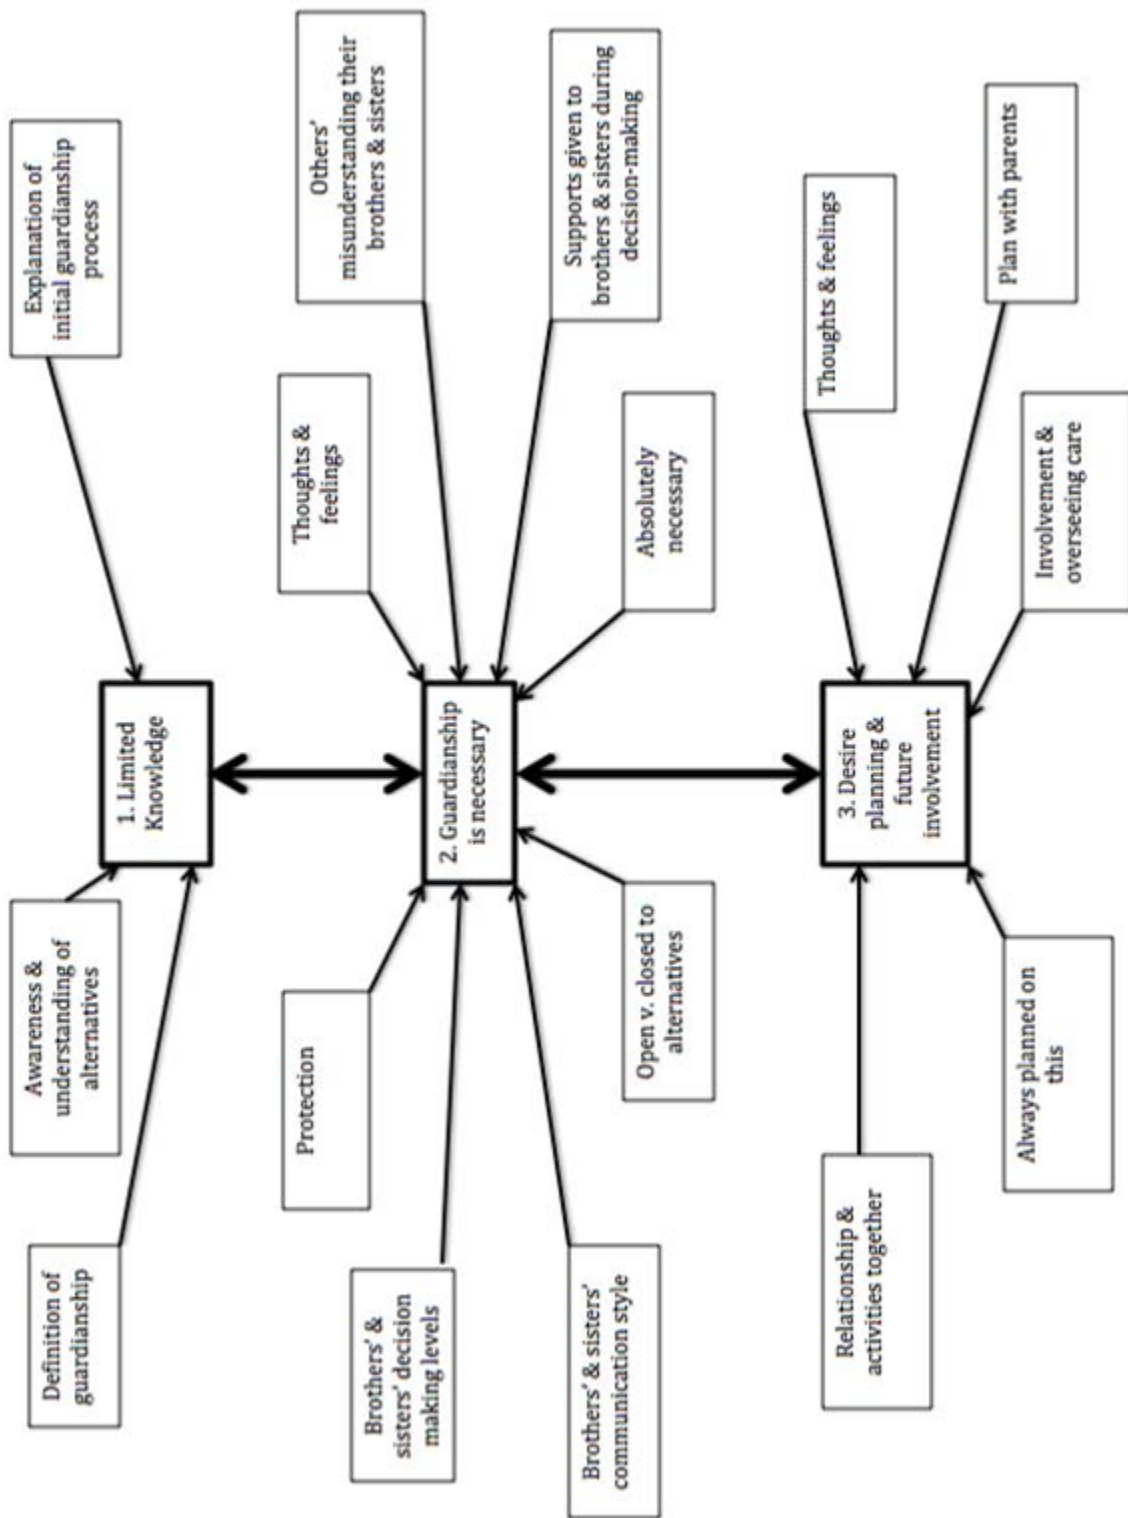 Definition of
guardianship
Awareness &
understanding of
alternatives
1. Limited
Knowledge
Explanation of
initial guardianship
process
Brothers' &
sisters' decision
making levels
Protection
2. Guardianship
is necessary
Thoughts &
feelings
Others'
misunderstanding their
brothers & sisters
Brothers' & sisters'
communication style
Open v. closed to
alternatives
Absolutely
necessary
Supports given to
brothers & sisters during
decision-making
Relationship &
activities together
Always planned on
this
3. Desire
planning &
future
involvement
Thoughts & feelings
Involvement &
overseeing care
Plan with parents